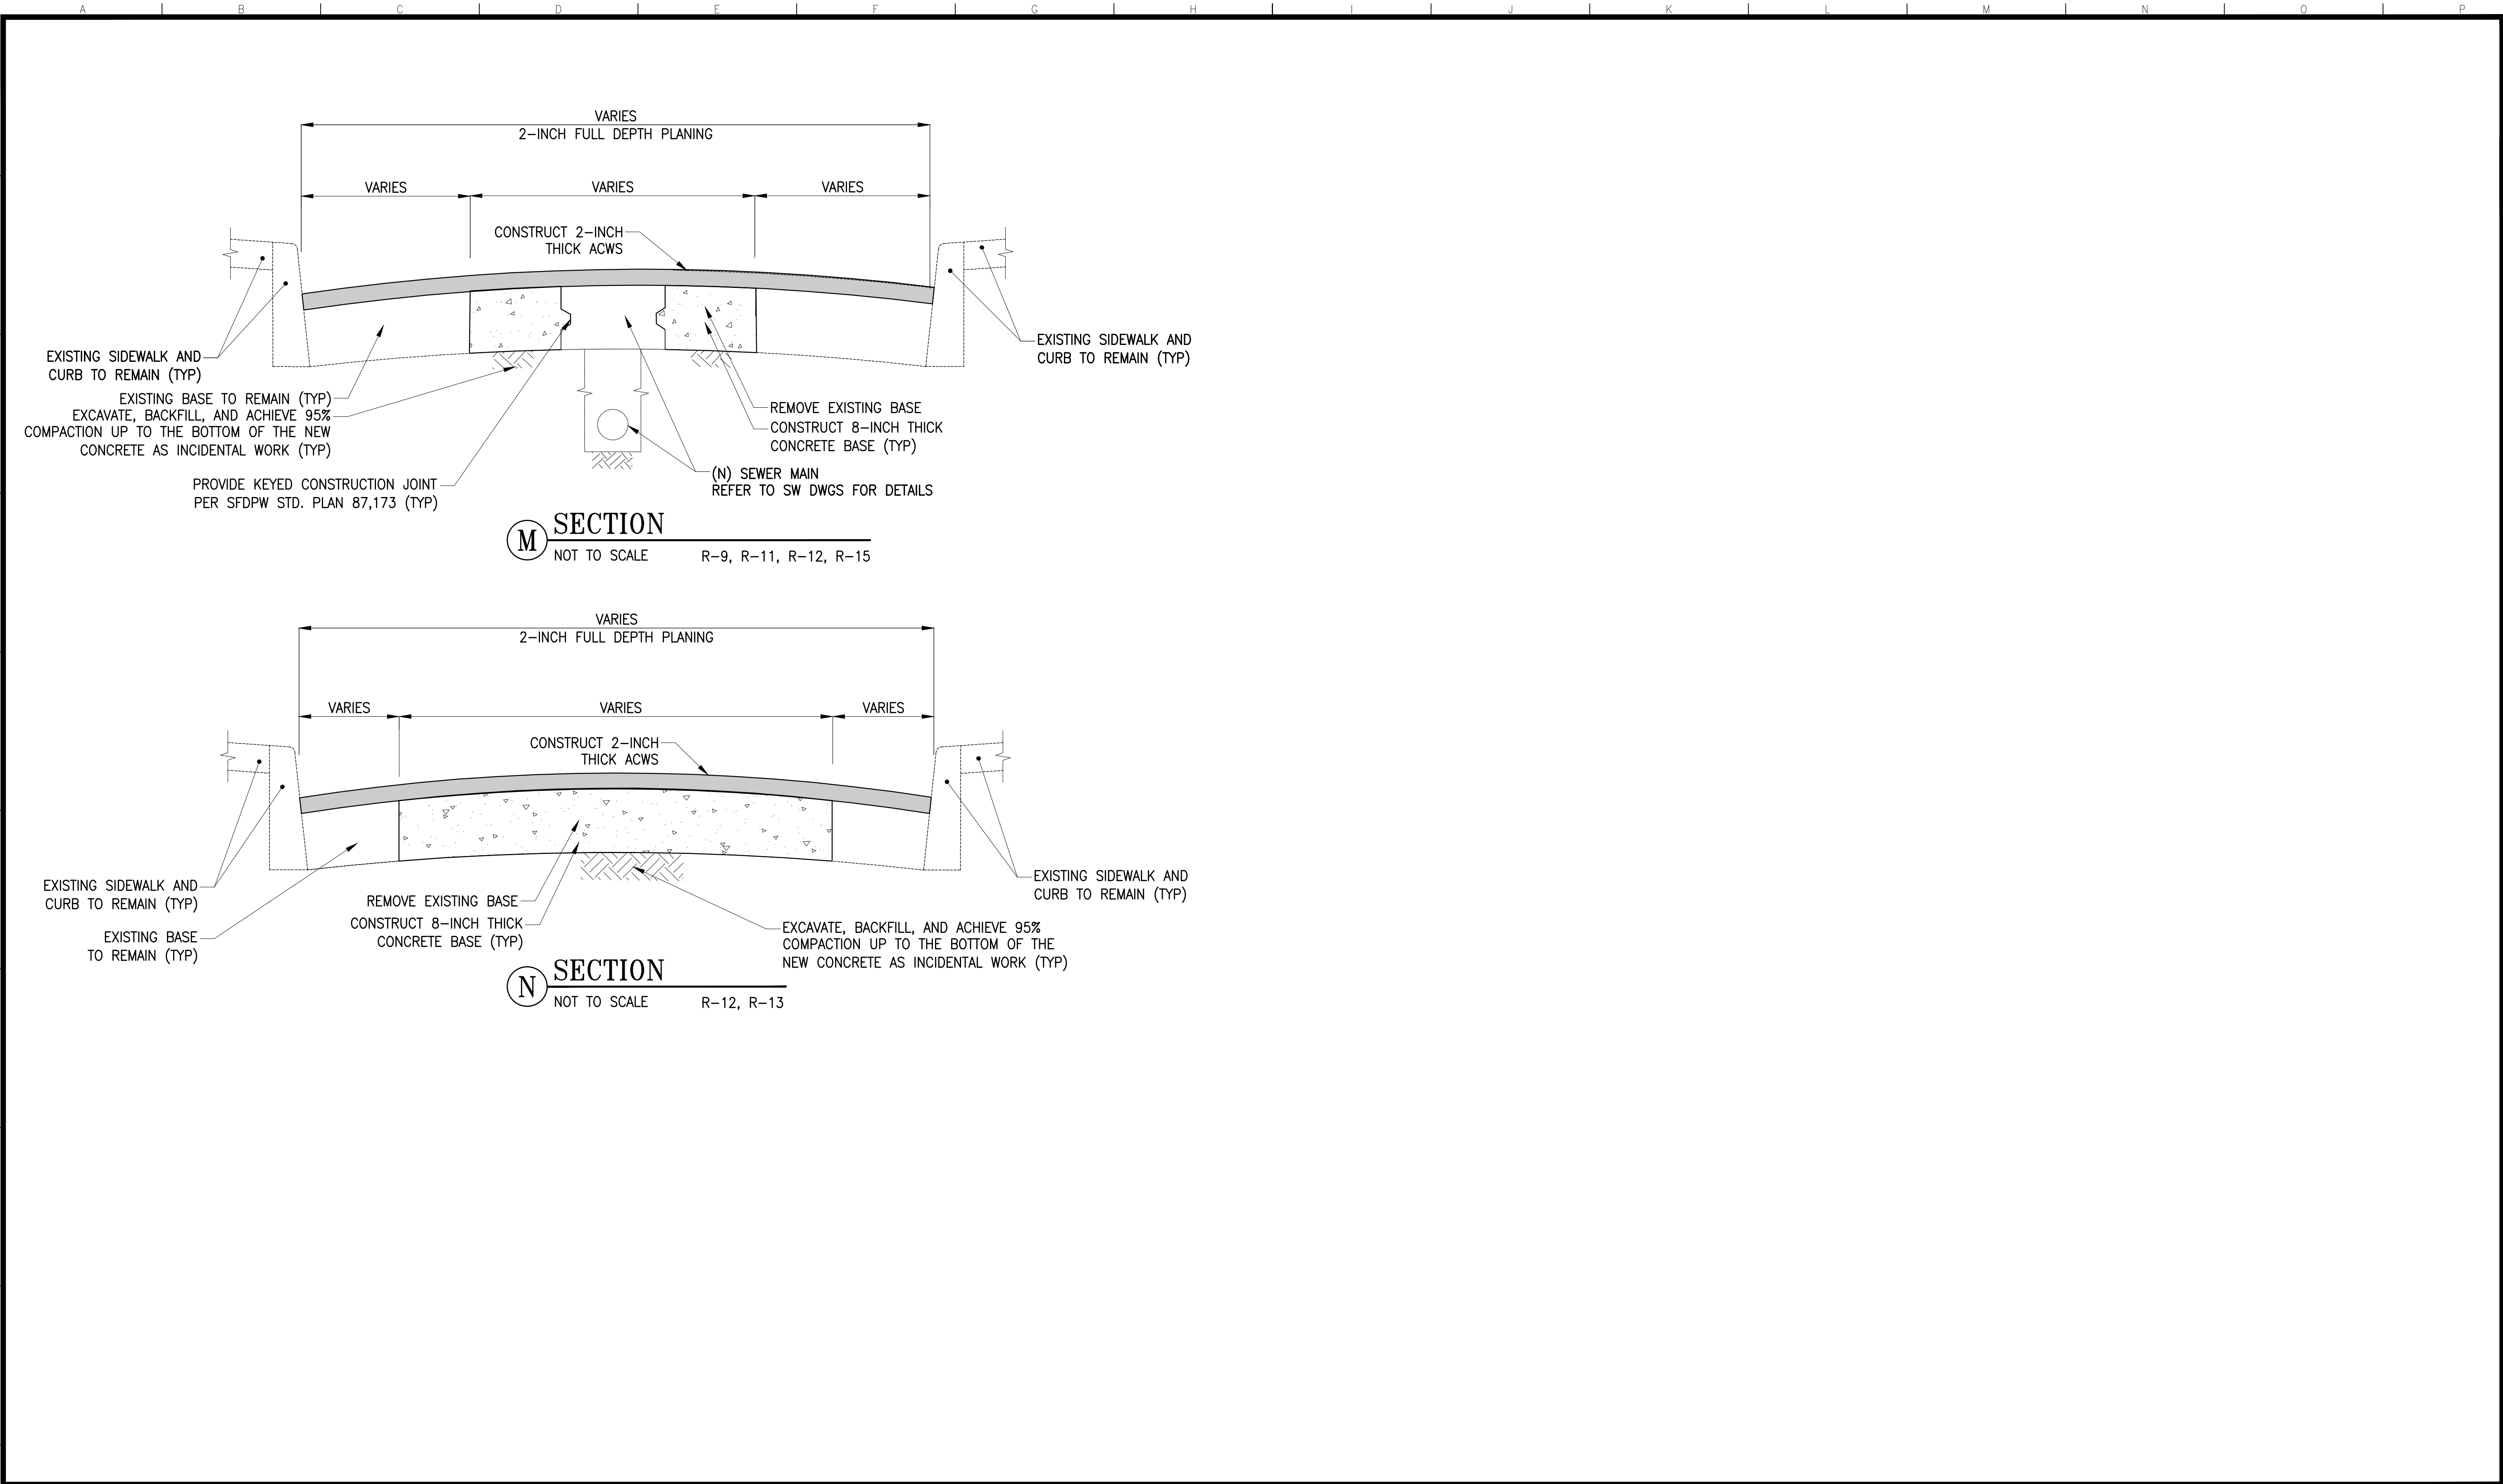 A B C D E F G H I J K L M N O P
VARIES
2-INCH FULL DEPTH PLANING
VARIES VARIES VARIES
CONSTRUCT 2-INCH
THICK ACWS
EXISTING SIDEWALK AND
CURB TO REMAIN (TYP)
EXISTING BASE TO REMAIN (TYP)
EXCAVATE, BACKFILL, AND ACHIEVE 95%
COMPACTION UP TO THE BOTTOM OF THE NEW
CONCRETE AS INCIDENTAL WORK (TYP)
PROVIDE KEYED CONSTRUCTION JOINT
PER SFDPW STD. PLAN 87,173 (TYP)
EXISTING SIDEWALK AND
CURB TO REMAIN (TYP)
REMOVE EXISTING BASE
CONSTRUCT 8-INCH THICK
CONCRETE BASE (TYP)
(N) SEWER MAIN
REFER TO SW DWGS FOR DETAILS
M SECTION
NOT TO SCALE R-9, R-11, R-12, R-15
VARIES
2-INCH FULL DEPTH PLANING
VARIES VARIES VARIES
CONSTRUCT 2-INCH
THICK ACWS
EXISTING SIDEWALK AND
CURB TO REMAIN (TYP)
EXISTING BASE
TO REMAIN (TYP)
REMOVE EXISTING BASE
CONSTRUCT 8-INCH THICK
CONCRETE BASE (TYP)
EXISTING SIDEWALK AND
CURB TO REMAIN (TYP)
EXCAVATE, BACKFILL, AND ACHIEVE 95%
COMPACTION UP TO THE BOTTOM OF THE
NEW CONCRETE AS INCIDENTAL WORK (TYP)
N SECTION
NOT TO SCALE R-12, R-13